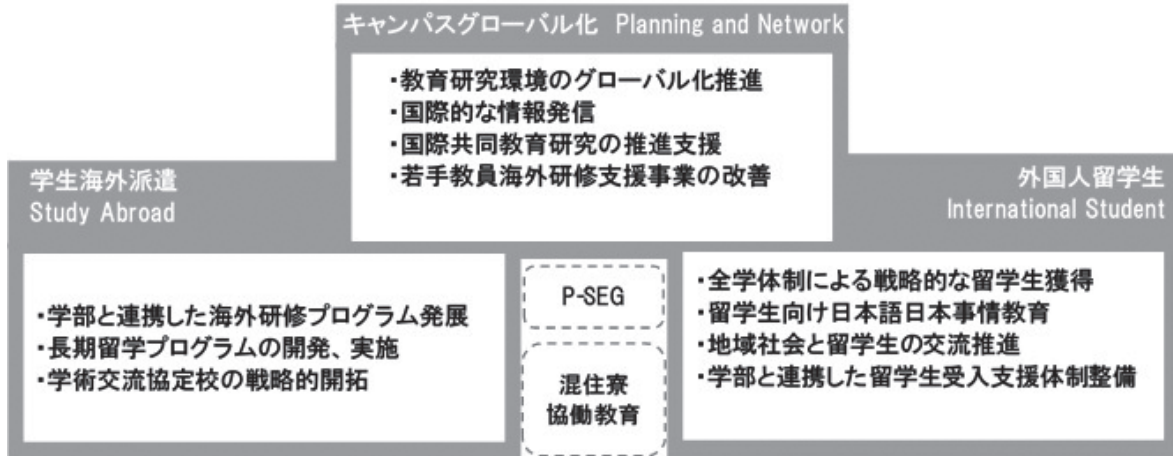 キャンパスグローバル化 Planning and Network
・教育研究環境のグローバル化推進
・国際的な情報発信
・国際共同教育研究の推進支援
・若手教員海外研修支援事業の改善
学生海外派遣
Study Abroad
・学部と連携した海外研修プログラム発展
・長期留学プログラムの開発、実施
・学術交流協定校の戦略的開拓
P-SEG
混住寮
協働教育
外国人留学生
International Student
・全学体制による戦略的な留学生獲得
・留学生向け日本語日本事情教育
・地域社会と留学生の交流推進
・学部と連携した留学生受入支援体制整備